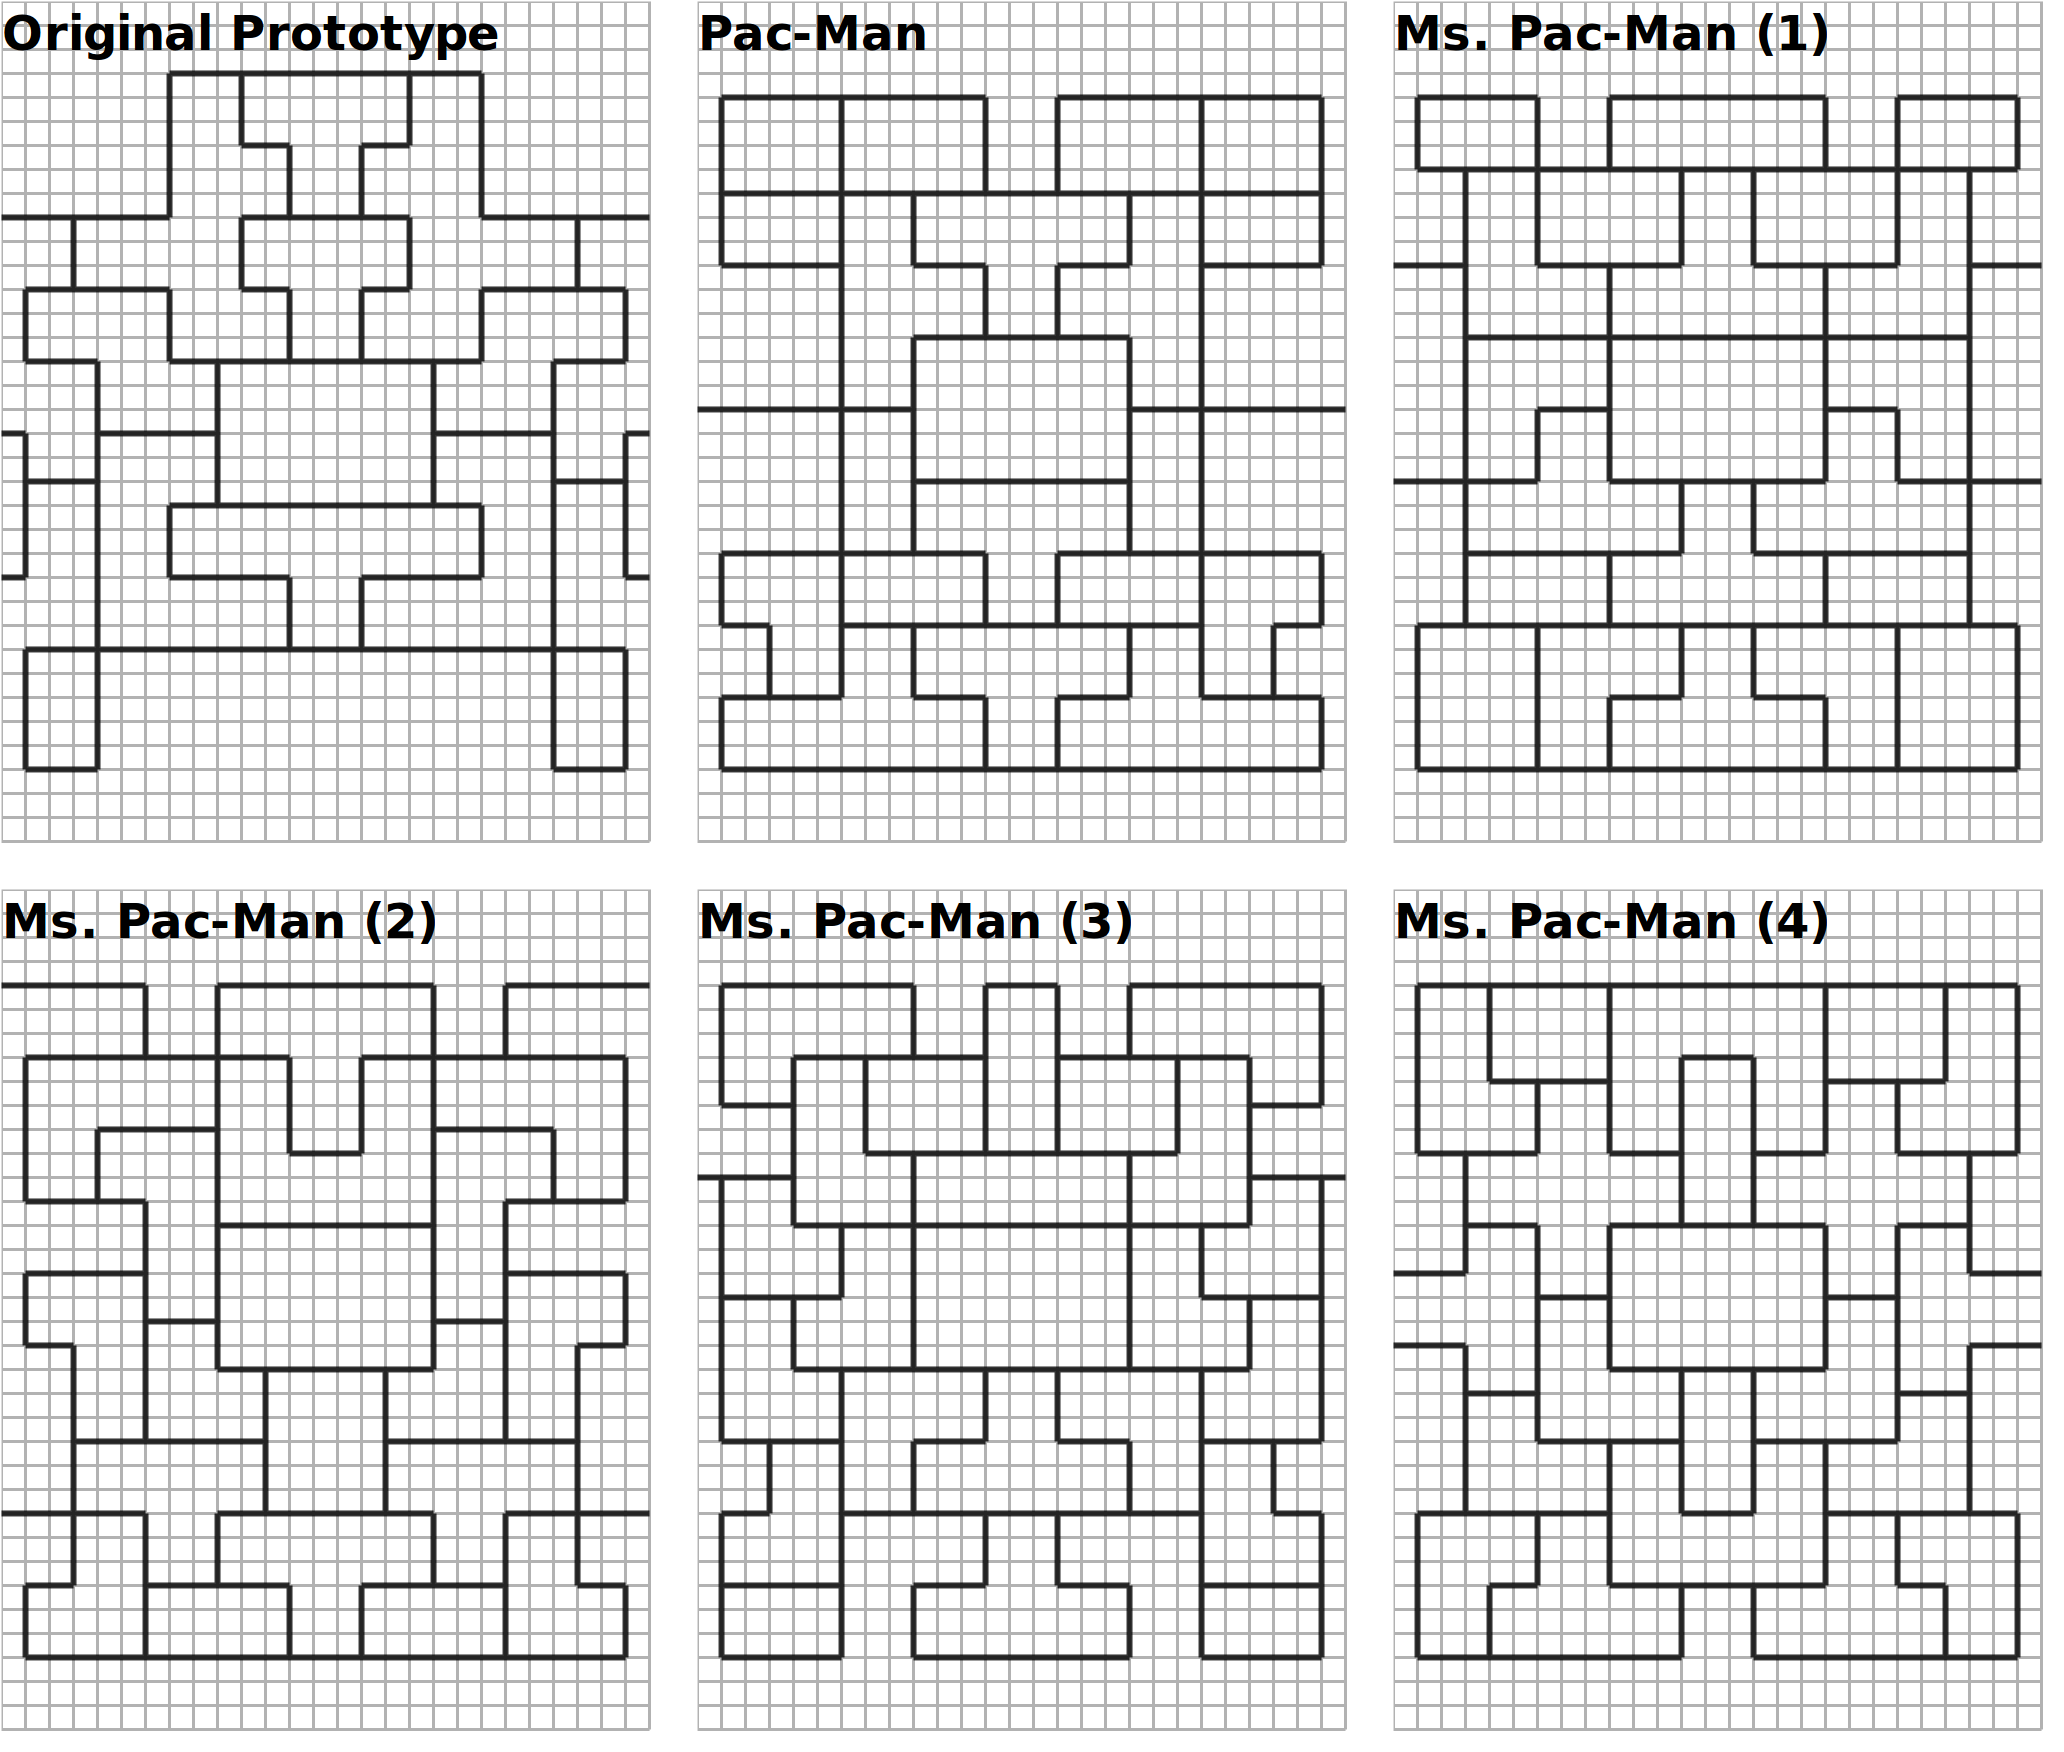 Original Prototype
Pac-Man
Ms. Pac-Man (1)
Ms. Pac-Man (2)
Ms. Pac-Man (3)
Ms. Pac-Man (4)